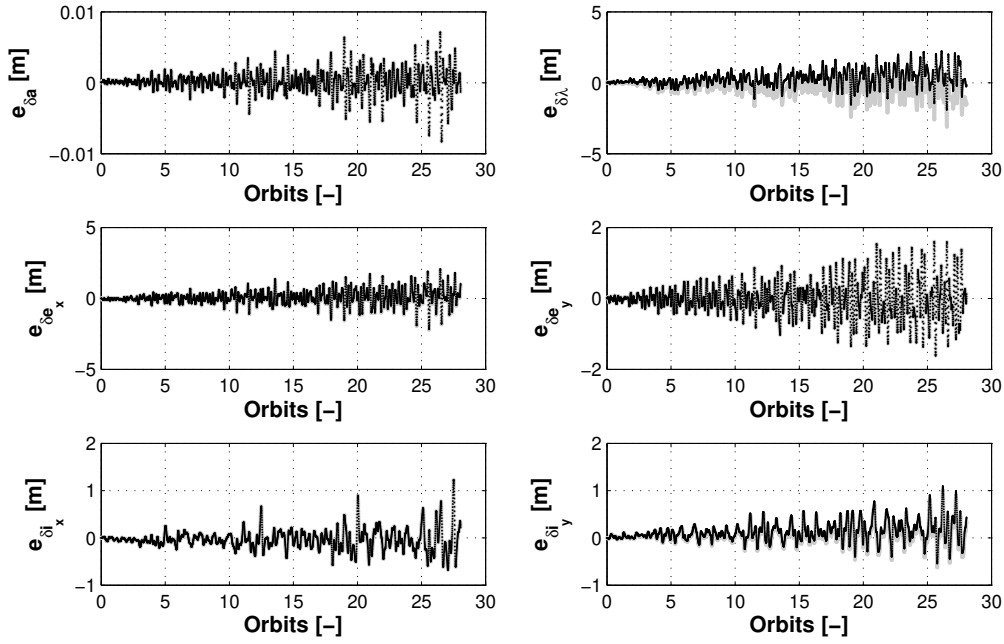 0.01
0
−0.01
e_δa [m]
0 5 10 15 20 25 30
Orbits [−]
5
0
−5
e_δλ [m]
0 5 10 15 20 25 30
Orbits [−]
5
0
−5
e_δe_x [m]
0 5 10 15 20 25 30
Orbits [−]
2
0
−2
e_δe_y [m]
0 5 10 15 20 25 30
Orbits [−]
2
1
0
−1
e_δi_x [m]
0 5 10 15 20 25 30
Orbits [−]
2
1
0
−1
e_δi_y [m]
0 5 10 15 20 25 30
Orbits [−]